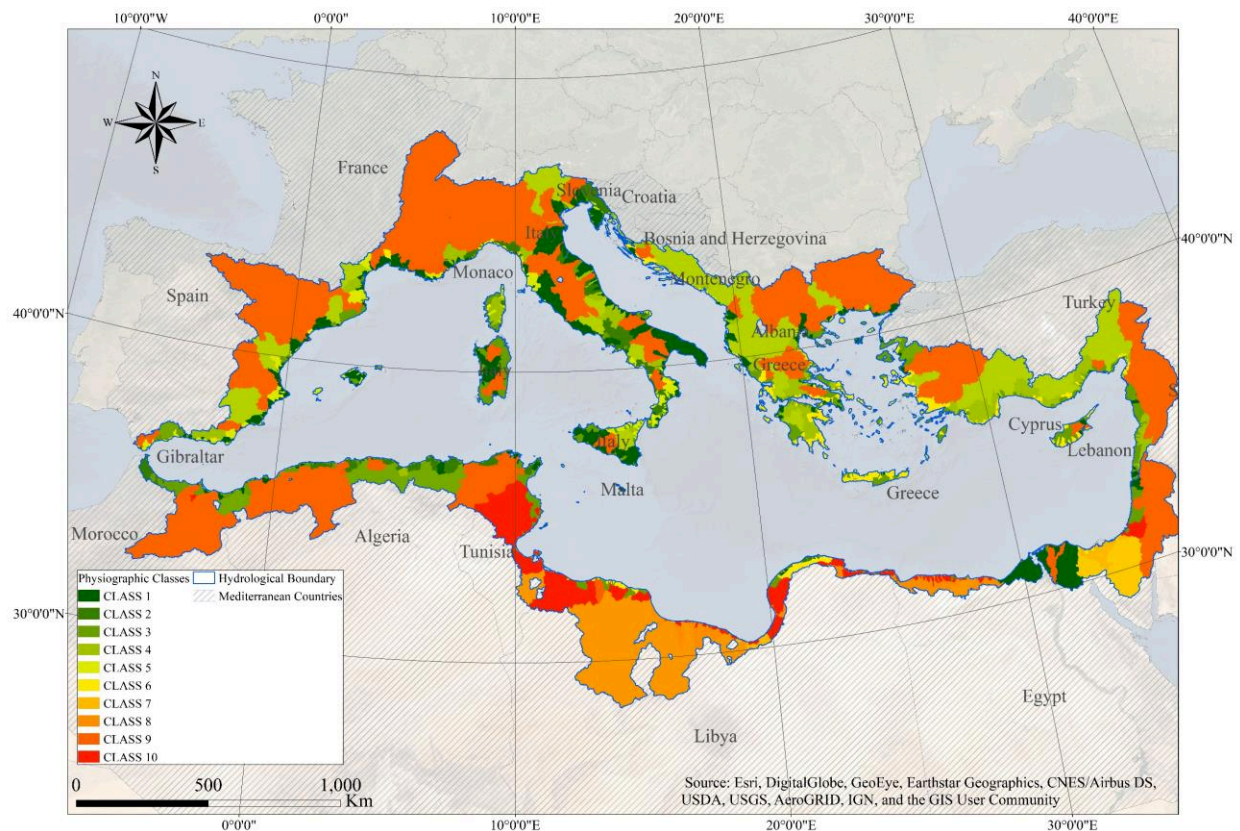 10°0'0"W
0°0'0"
10°0'0"E
20°0'0"E
30°0'0"E
40°0'0"E
N
W
E
S
France
Slovenia
Croatia
Italy
Bosnia and Herzegovina
40°0'0"N
Monaco
Montenegro
Spain
Turkey
40°0'0"N
Albania
Greece
Italy
S
Cyprus
Gibraltar
Italy
Lebanon
Malta
Greece
Morocco
Algeria
Tunisia
30°0'0"N
Physiographic Classes
Hydrological Boundary
CLASS 1
Mediterranean Countries
CLASS 2
CLASS 3
CLASS 4
CLASS 5
CLASS 6
CLASS 7
CLASS 8
CLASS 9
CLASS 10
30°0'0"N
Egypt
Libya
0
500
1,000
Km
Source: Esri, DigitalGlobe, GeoEye, Earthstar Geographics, CNES/Airbus DS,
USDA, USGS, AeroGRID, IGN, and the GIS User Community
0°0'0"
10°0'0"E
20°0'0"E
30°0'0"E